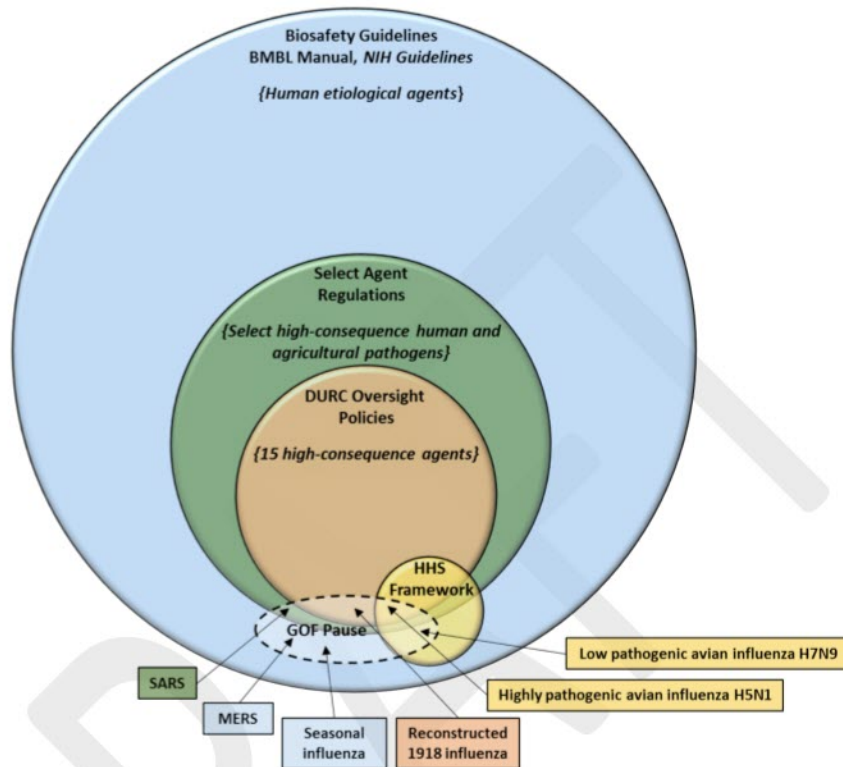 Biosafety Guidelines
BMBL Manual, NIH Guidelines
{Human etiological agents}
Select Agent
Regulations
{Select high-consequence human and
agricultural pathogens}
DURC Oversight
Policies
{15 high-consequence agents}
HHS
Framework
GOF Pause
Low pathogenic avian influenza H7N9
SARS
Highly pathogenic avian influenza H5N1
MERS
Seasonal
influenza
Reconstructed
1918 influenza
DRAFT